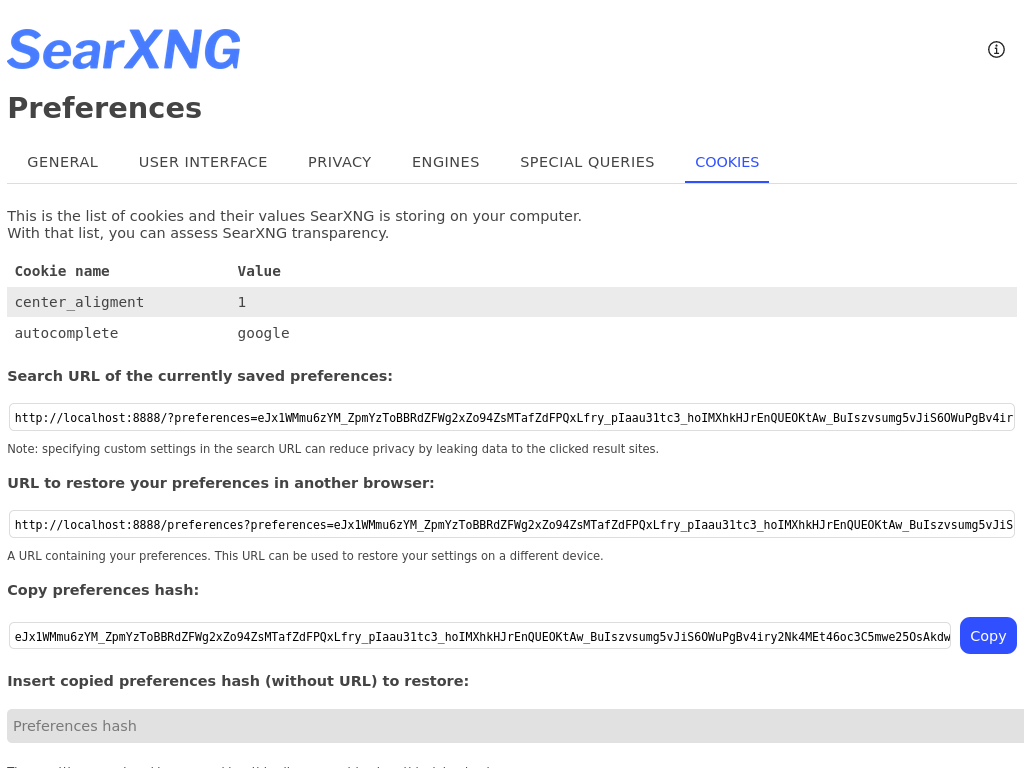 SearXNG
Preferences
GENERAL USER INTERFACE PRIVACY ENGINES SPECIAL QUERIES COOKIES
This is the list of cookies and their values SearXNG is storing on your computer.
With that list, you can assess SearXNG transparency.
Cookie name Value
center_aligment 1
autocomplete google
Search URL of the currently saved preferences:
http://localhost:8888/?preferences=eJx1WMmu6zYM_ZpmYzToBBRdZFWg2xZo94ZsMTafZdFPQxLfry_pIaau31tc3_hoIMXhkHJrEnQUEOKtAw_BuIszvsumg5vJiS6OWuPgBv4ir
Note: specifying custom settings in the search URL can reduce privacy by leaking data to the clicked result sites.
URL to restore your preferences in another browser:
http://localhost:8888/preferences?preferences=eJx1WMmu6zYM_ZpmYzToBBRdZFWg2xZo94ZsMTafZdFPQxLfry_pIaau31tc3_hoIMXhkHJrEnQUEOKtAw_BuIszvsumg5vJiS
A URL containing your preferences. This URL can be used to restore your settings on a different device.
Copy preferences hash:
eJx1WMmu6zYM_ZpmYzToBBRdZFWg2xZo94ZsMTafZdFPQxLfry_pIaau31tc3_hoIMXhkHJrEnQUEOKtAw_BuIszvsumg5vJiS6OWuPgBv4iry2Nk4MEt46oc3C5mwe25OsAkdw
Copy
Insert copied preferences hash (without URL) to restore:
Preferences hash